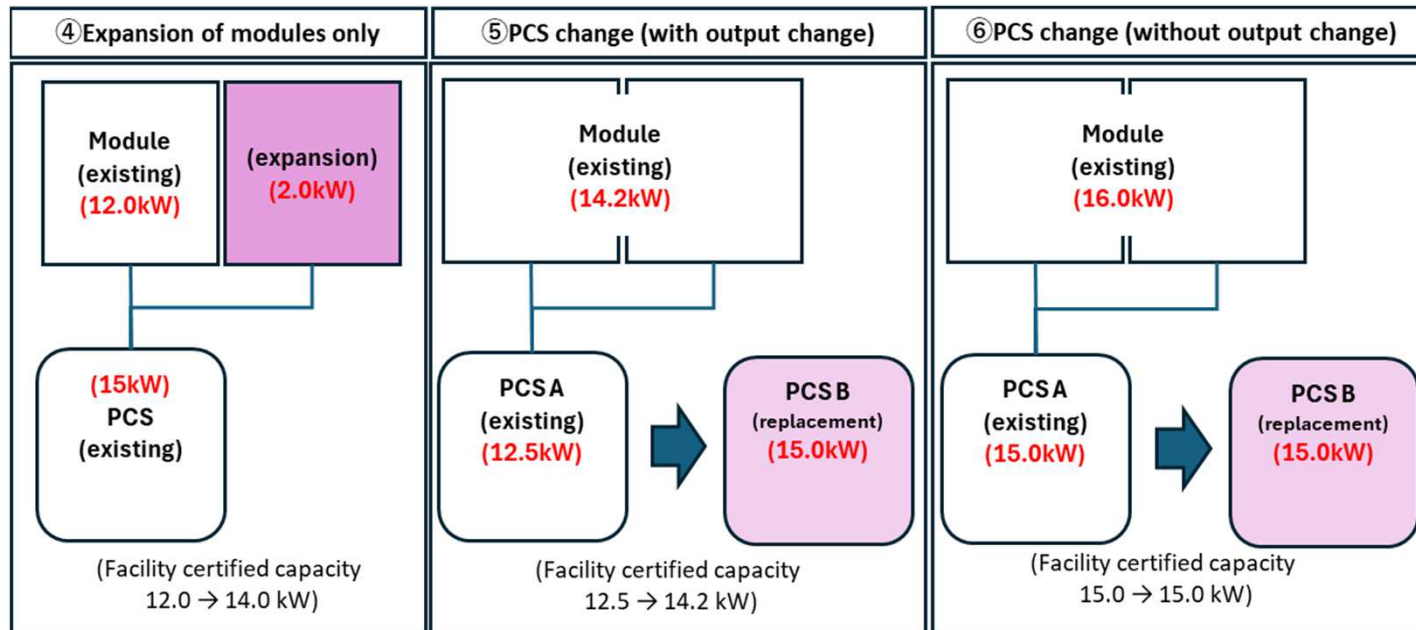 ④Expansion of modules only
Module
(existing)
(12.0kW)
(expansion)
(2.0kW)
(15kW)
PCS
(existing)
(Facility certified capacity
12.0 → 14.0 kW)
⑤PCS change (with output change)
Module
(existing)
(14.2kW)
PCS A
(existing)
(12.5kW)
PCS B
(replacement)
(15.0kW)
(Facility certified capacity
12.5 → 14.2 kW)
⑥PCS change (without output change)
Module
(existing)
(16.0kW)
PCS A
(existing)
(15.0kW)
PCS B
(replacement)
(15.0kW)
(Facility certified capacity
15.0 → 15.0 kW)